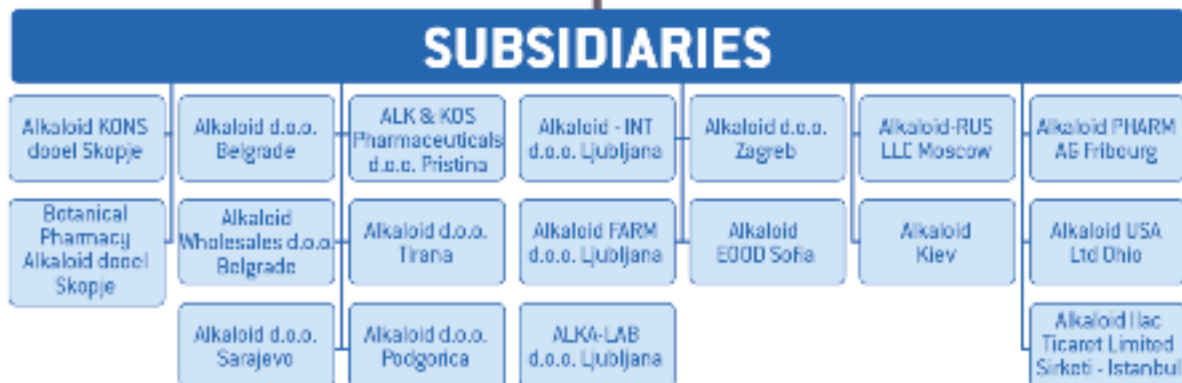 SUBSIDIARIES
Alkaloid KONS
dooel Skopje
Alkaloid d.o.o.
Belgrade
ALK & KOS
Pharmaceuticals
d.o.o. Pristina
Alkaloid - INT
d.o.o. Ljubljana
Alkaloid d.o.o.
Zagreb
Alkaloid-RUS
LLC Moscow
Alkaloid PHARM
AG Fribourg
Botanical
Pharmacy
Alkaloid dooel
Skopje
Alkaloid
Wholesales d.o.o.
Belgrade
Alkaloid d.o.o.
Tirana
Alkaloid FARM
d.o.o. Ljubljana
Alkaloid
EOOD Sofia
Alkaloid
Kiev
Alkaloid USA
Ltd Ohio
Alkaloid d.o.o.
Sarajevo
Alkaloid d.o.o.
Podgorica
ALKA-LAB
d.o.o. Ljubljana
Alkaloid Ilac
Ticaret Limited
Sirketi - Istanbul